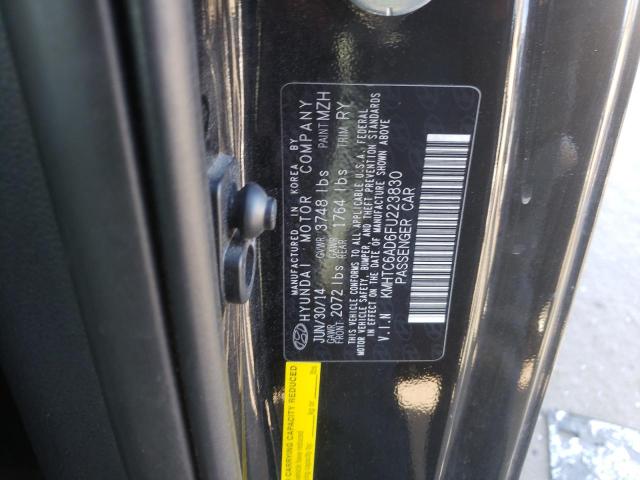 MANUFACTURED IN KOREA BY
HYUNDAI MOTOR COMPANY
JUN/30/14 GVWR 3748 lbs PAINT MZH
GAWR FRONT 2072 lbs GAWR REAR 1764 lbs TRIM RY
THIS VEHICLE CONFORMS TO ALL APPLICABLE U.S.A. FEDERAL
MOTOR VEHICLE SAFETY, BUMPER, AND THEFT PREVENTION STANDARDS
IN EFFECT ON THE DATE OF MANUFACTURE SHOWN ABOVE
V.I.N KMHTC6AD6FU223830
PASSENGER CAR
CARRYING CAPACITY REDUCED